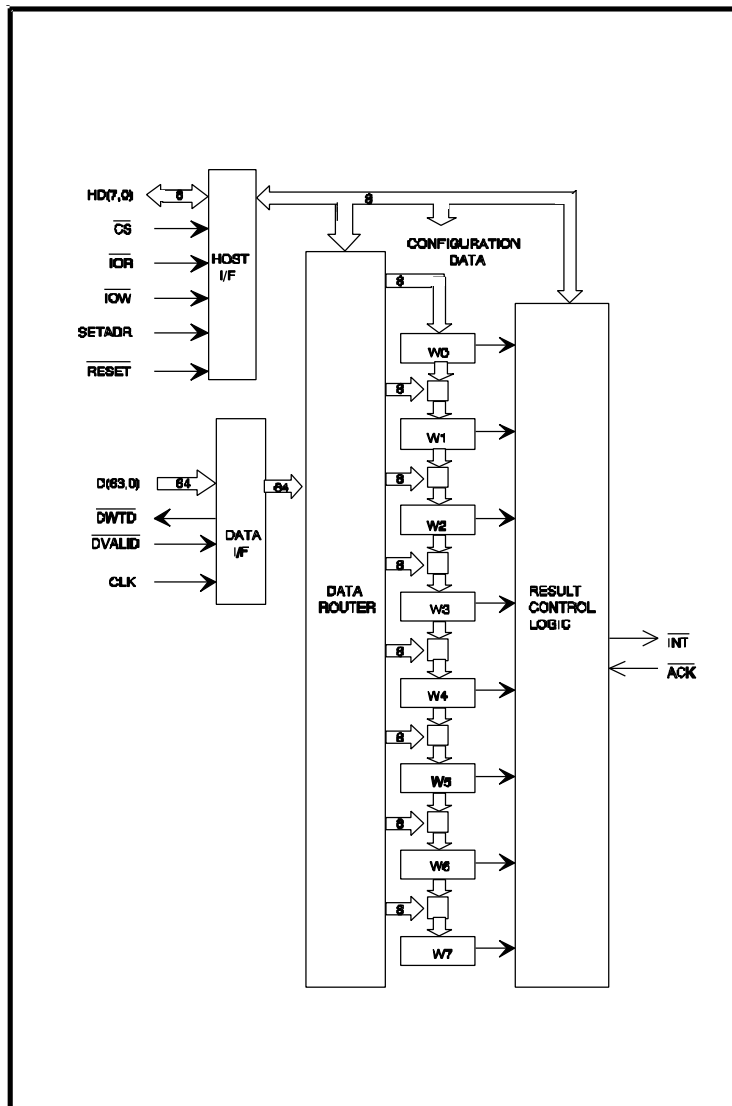 HD(7,0)
8
8
CS
IOR
IOW
SETADR
RESET
HOST
I/F
CONFIGURATION
DATA
8
W0
8
W1
D(63,0)
64
DWTD
DVALID
CLK
DATA
I/F
64
8
W2
8
DATA
ROUTER
W3
8
W4
8
W5
8
W6
8
W7
RESULT
CONTROL
LOGIC
INT
ACK